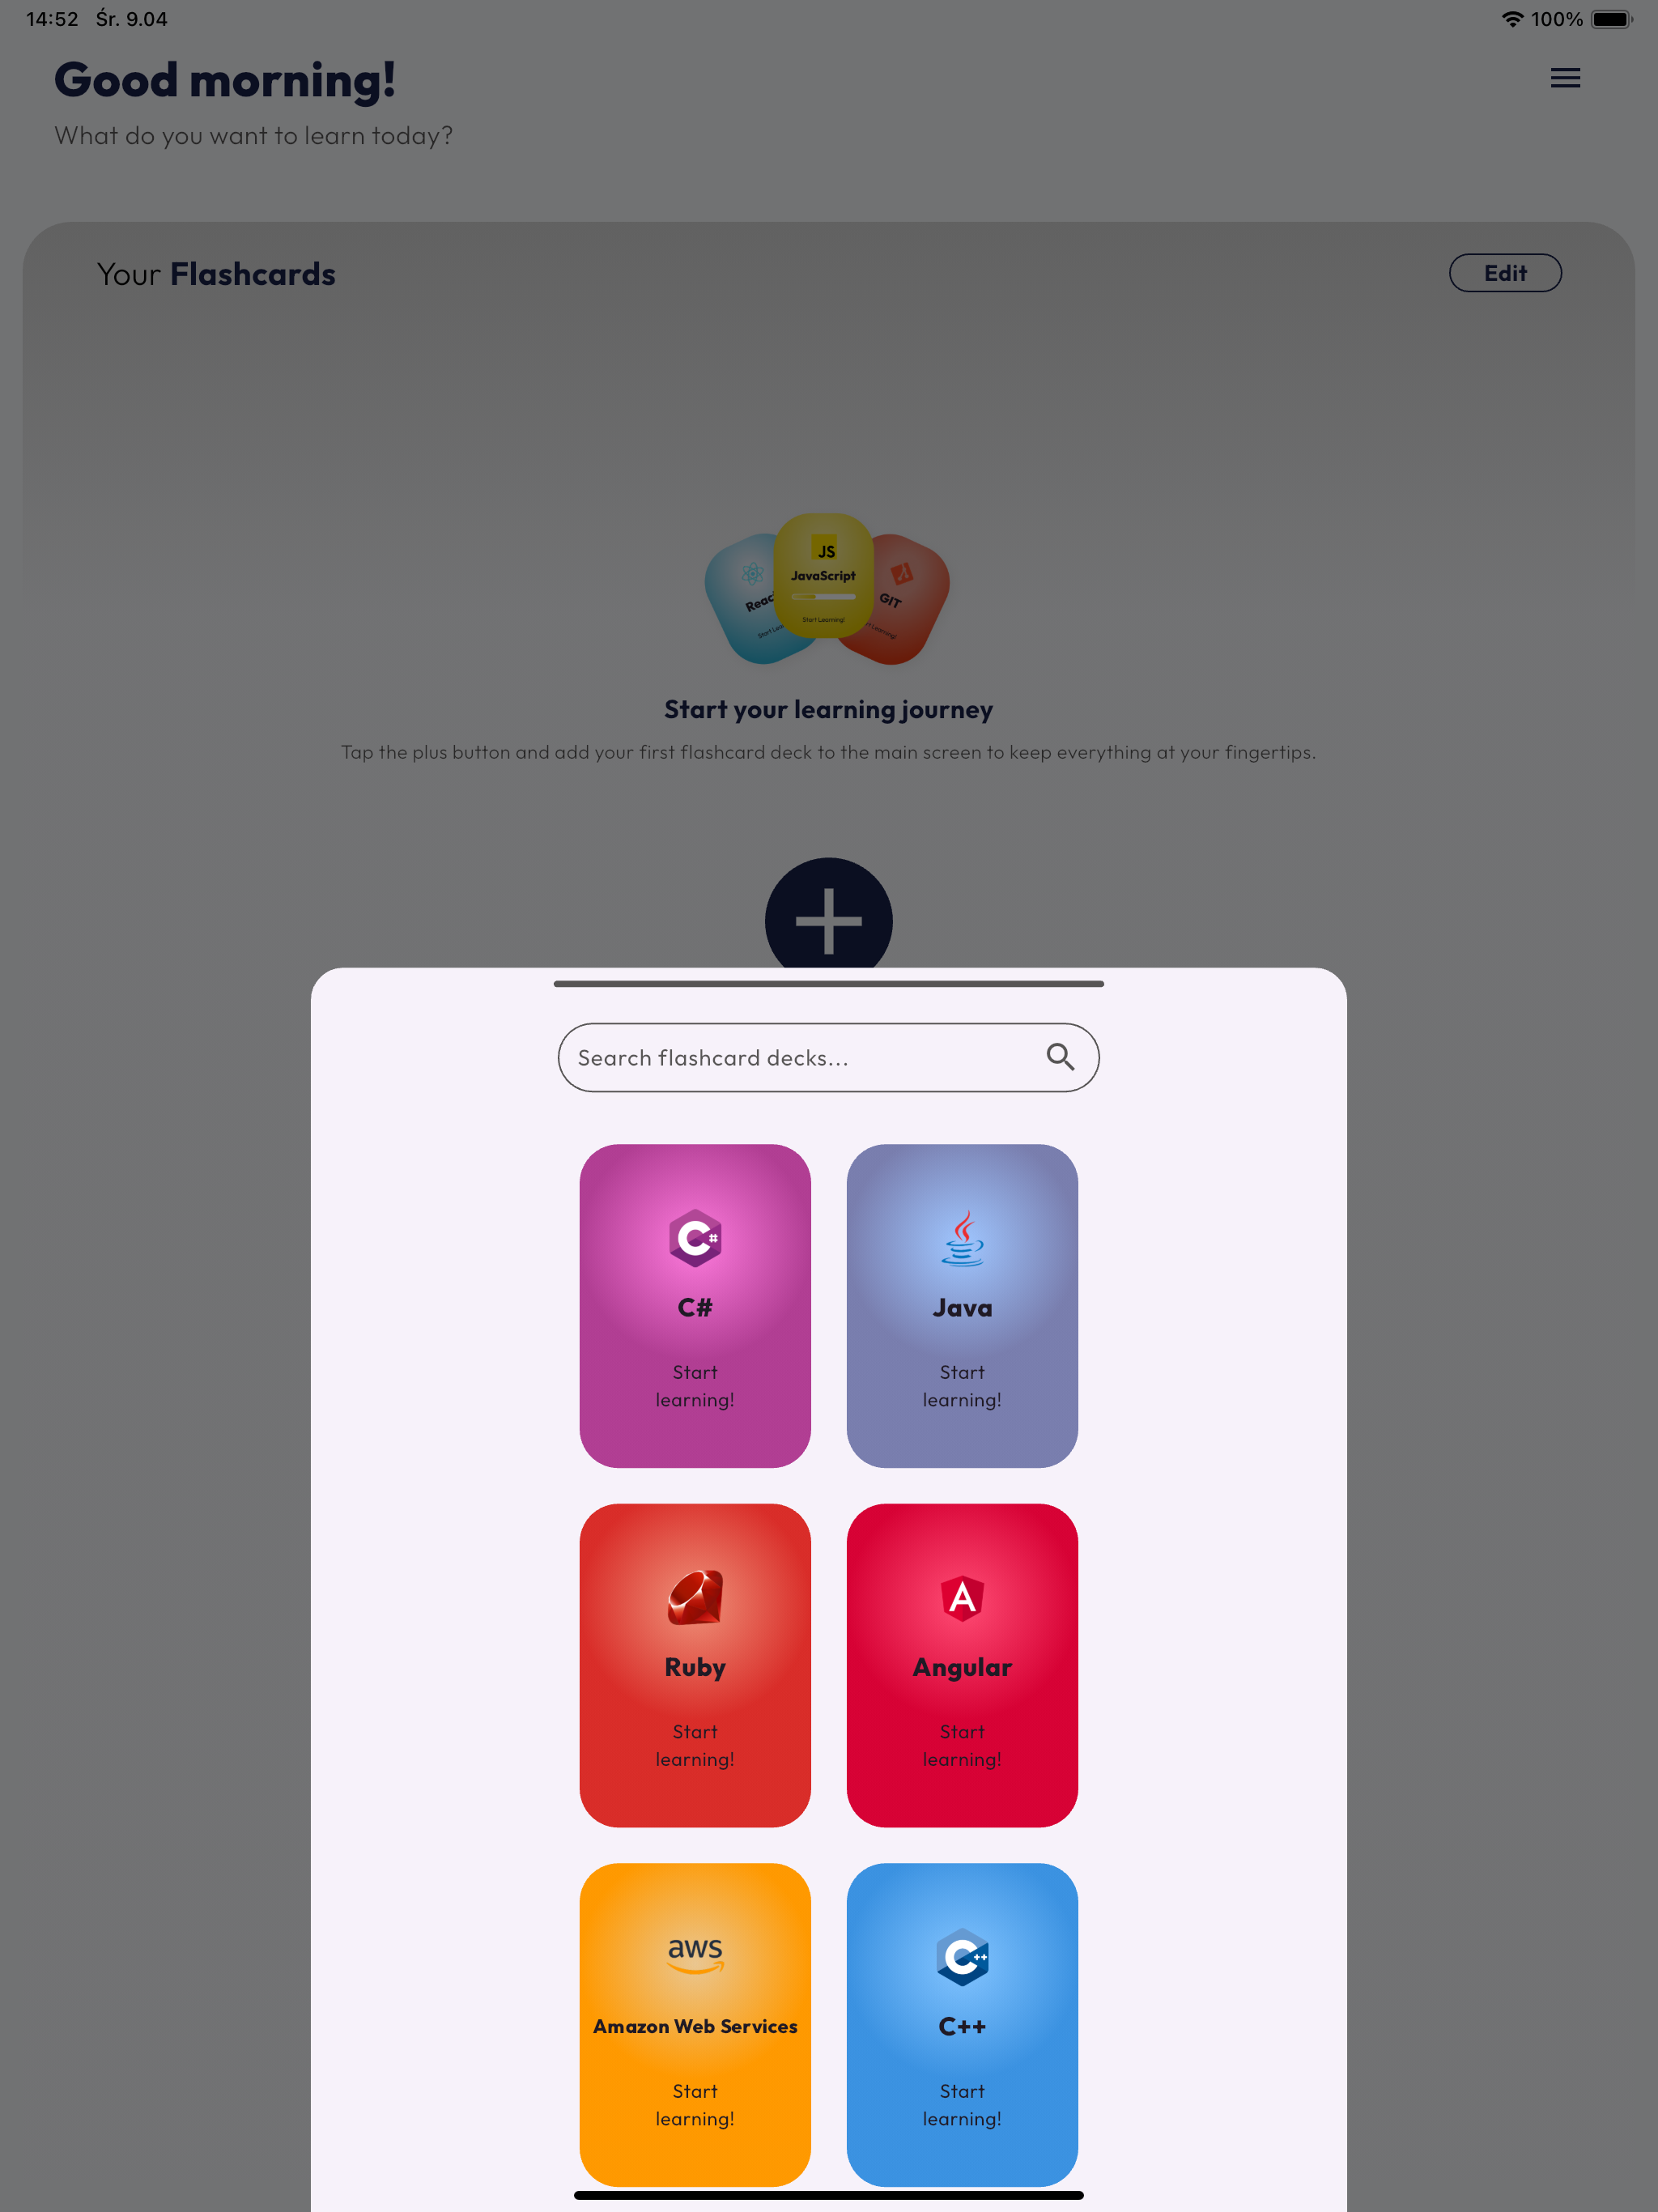 14:52 Śr. 9.04 100%
Good morning!
What do you want to learn today?
Your Flashcards Edit
JS
JavaScript
Start Learning!
GIT
Start your learning journey
Tap the plus button and add your first flashcard deck to the main screen to keep everything at your fingertips.
Search flashcard decks...
C# Java
Start learning!
Start learning!
Ruby Angular
Start learning!
Start learning!
aws
Amazon Web Services C++
Start learning!
Start learning!